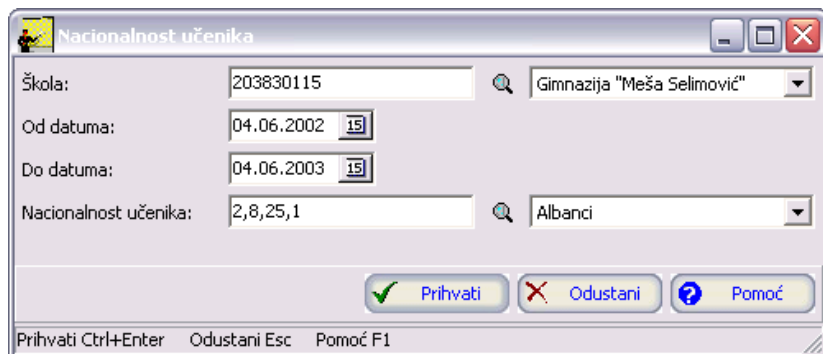 Nacionalnost učenika
Škola: 203830115 Gimnazija "Meša Selimović"
Od datuma: 04.06.2002 15
Do datuma: 04.06.2003 15
Nacionalnost učenika: 2,8,25,1 Albanci
Prihvati Odustani ? Pomoć
Prihvati Ctrl+Enter Odustani Esc Pomoć F1